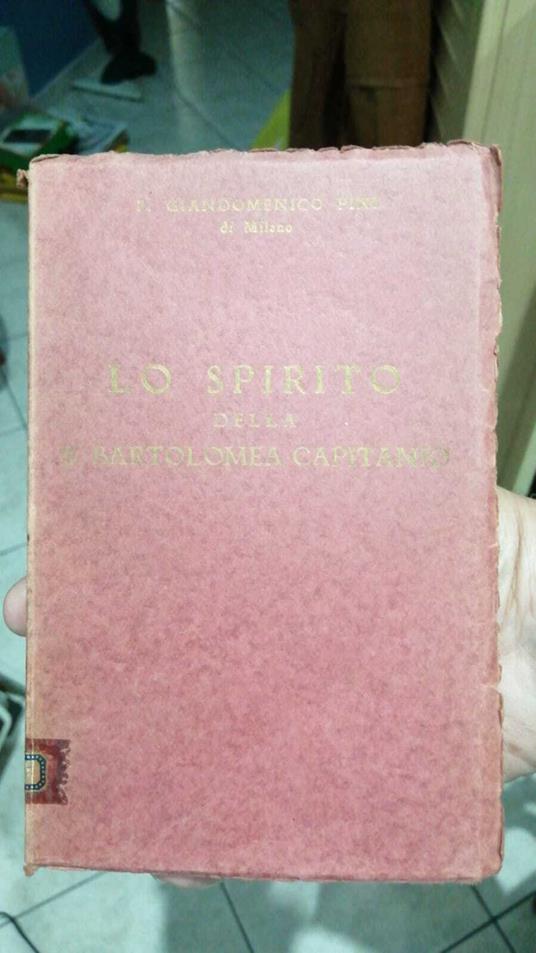 P. GIANDOMENICO PINI
di Milano
LO SPIRITO
DELLA
B. BARTOLOMEA CAPITANIO